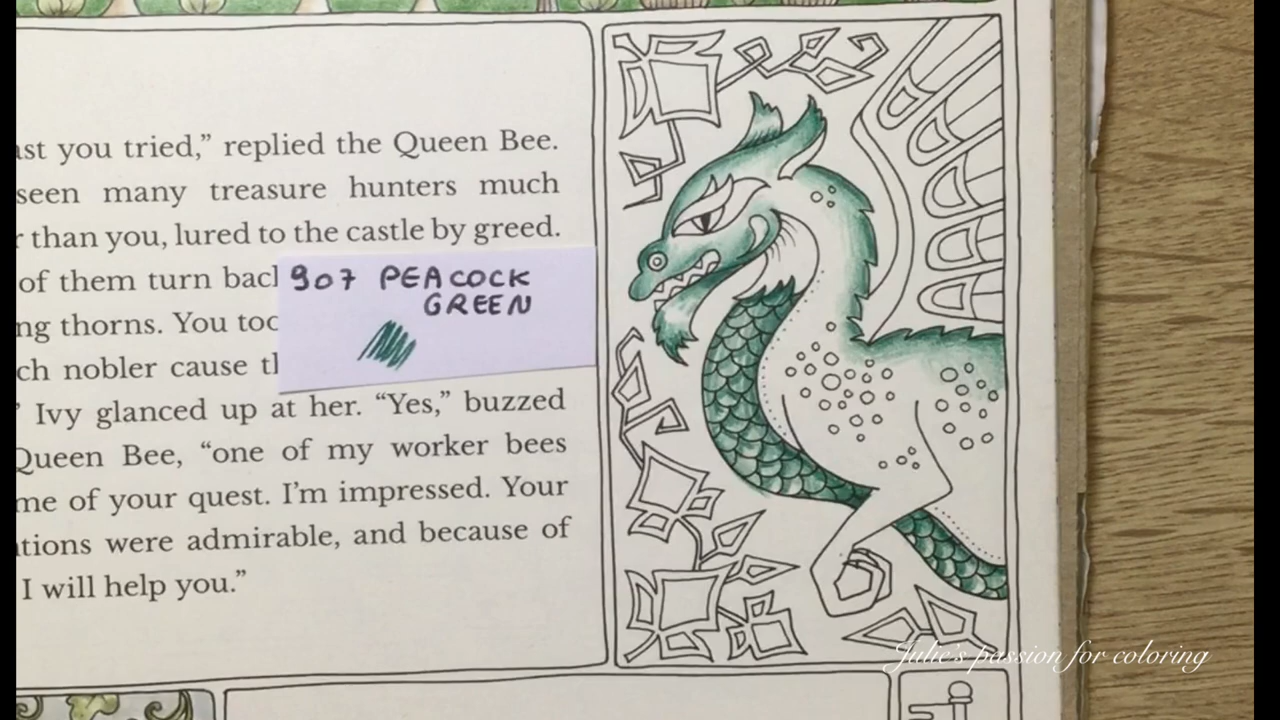 ast you tried,” replied the Queen Bee.
seen many treasure hunters much
r than you, lured to the castle by greed.
of them turn bacl
ng thorns. You too
ch nobler cause tl
” Ivy glanced up at her. “Yes,” buzzed
Queen Bee, “one of my worker bees
me of your quest. I’m impressed. Your
tions were admirable, and because of
I will help you.”
907 PEACOCK
GREEN
Julie's passion for coloring